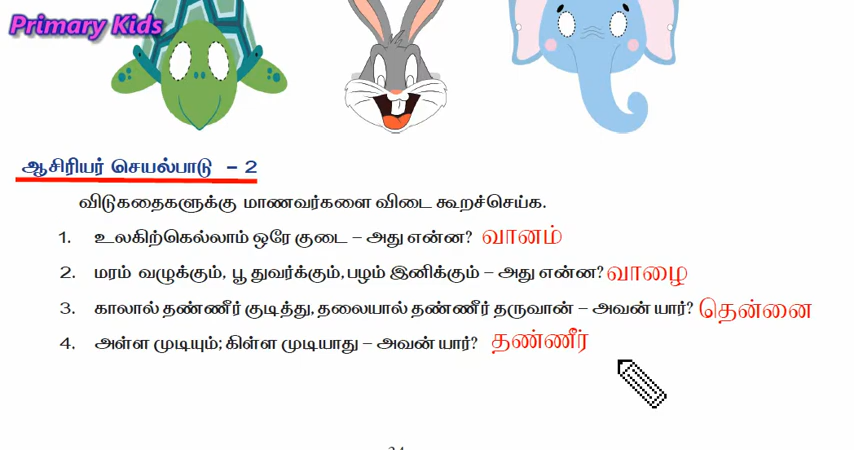 Primary Kids
ஆசிரியர் செயல்பாடு - 2
விடுகதைகளுக்கு மாணவர்களை விடை கூறச்செய்க.
1. உலகிற்கெல்லாம் ஒரே குடை – அது என்ன? வானம்
2. மரம் வழுக்கும், பூ துவர்க்கும், பழம் இனிக்கும் – அது என்ன? வாழை
3. காலால் தண்ணீர் குடித்து, தலையால் தண்ணீர் தருவான் – அவன் யார்? தென்னை
4. அள்ள முடியும்; கிள்ள முடியாது – அவன் யார்? தண்ணீர்